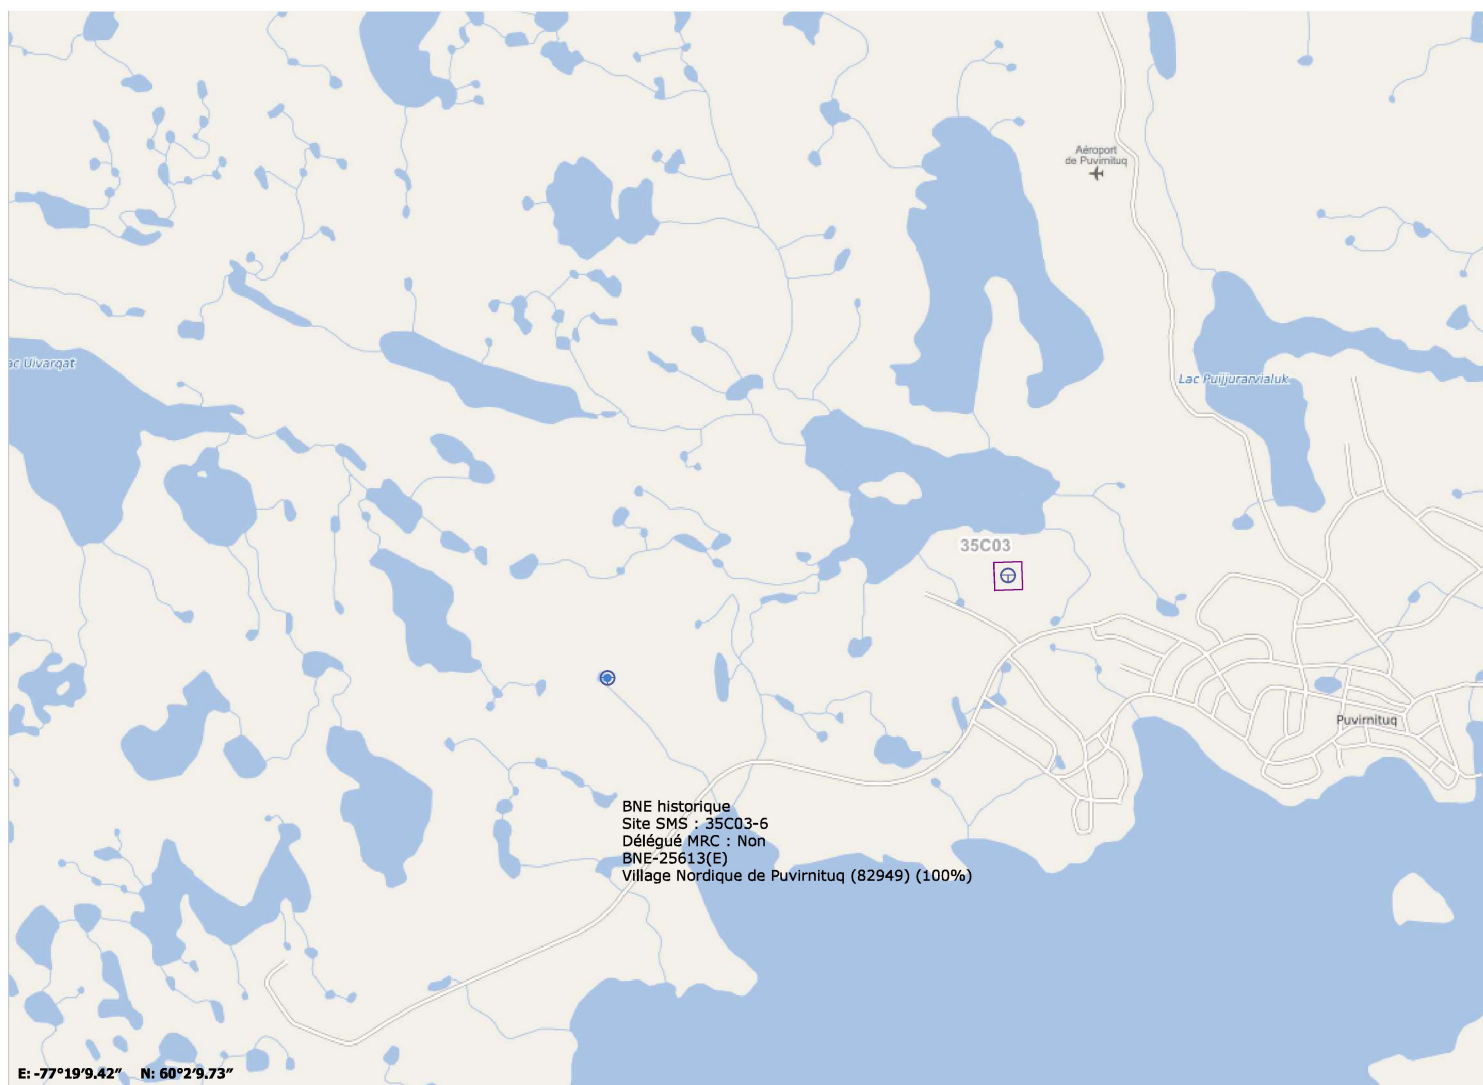 Aéroport
de Puvirnituq
ac Uivarqat
Lac Puijjurarvialuk
35C03
Puvirnituq
BNE historique
Site SMS : 35C03-6
Délégué MRC : Non
BNE-25613(E)
Village Nordique de Puvirnituq (82949) (100%)
E: -77°19'9.42" N: 60°2'9.73"